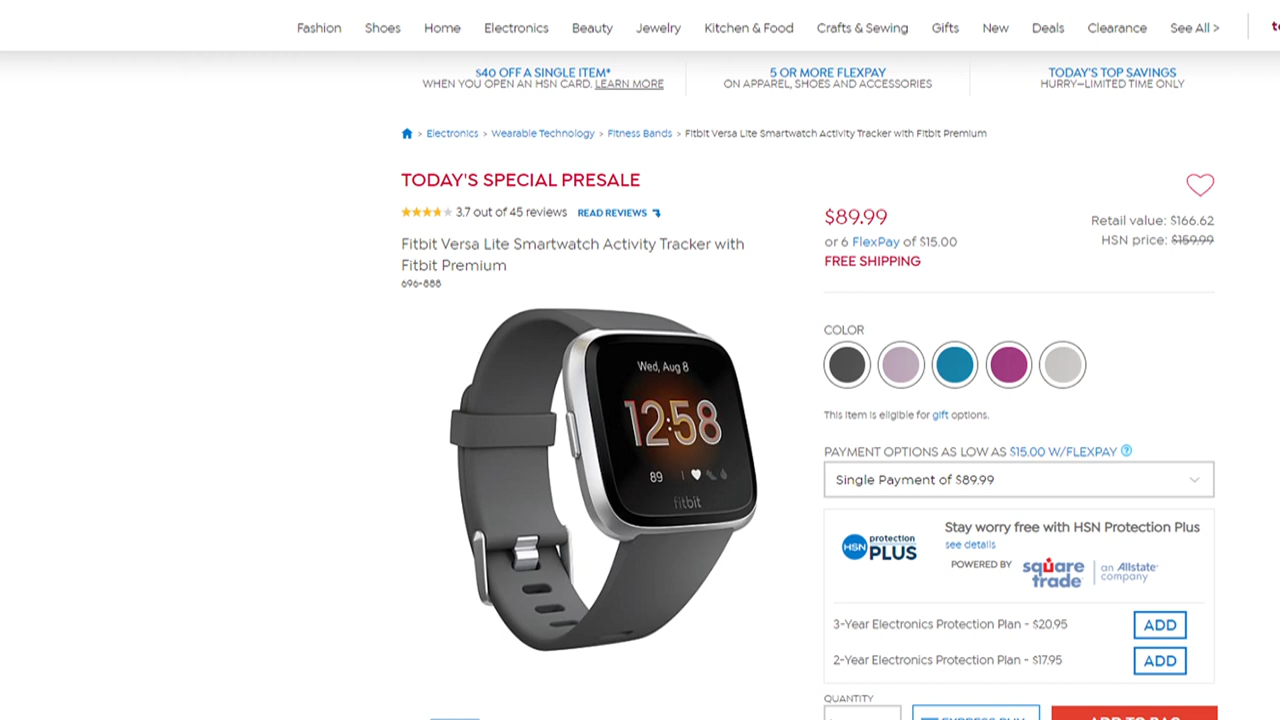 Fashion Shoes Home Electronics Beauty Jewelry Kitchen & Food Crafts & Sewing Gifts New Deals Clearance See All >
$40 OFF A SINGLE ITEM*
WHEN YOU OPEN AN HSN CARD. LEARN MORE
5 OR MORE FLEXPAY
ON APPAREL, SHOES AND ACCESSORIES
TODAY'S TOP SAVINGS
HURRY—LIMITED TIME ONLY
> Electronics > Wearable Technology > Fitness Bands > Fitbit Versa Lite Smartwatch Activity Tracker with Fitbit Premium
TODAY'S SPECIAL PRESALE
3.7 out of 45 reviews READ REVIEWS
Fitbit Versa Lite Smartwatch Activity Tracker with
Fitbit Premium
696-888
Wed, Aug 8
12:58
89
fitbit
$89.99
or 6 FlexPay of $15.00
FREE SHIPPING
Retail value: $166.62
HSN price: $159.99
COLOR
This item is eligible for gift options.
PAYMENT OPTIONS AS LOW AS $15.00 W/FLEXPAY ?
Single Payment of $89.99
HSN protection PLUS
Stay worry free with HSN Protection Plus
see details
POWERED BY square trade an Allstate company
3-Year Electronics Protection Plan - $20.95 ADD
2-Year Electronics Protection Plan - $17.95 ADD
QUANTITY
EXPRESS BUY
ADD TO BAG